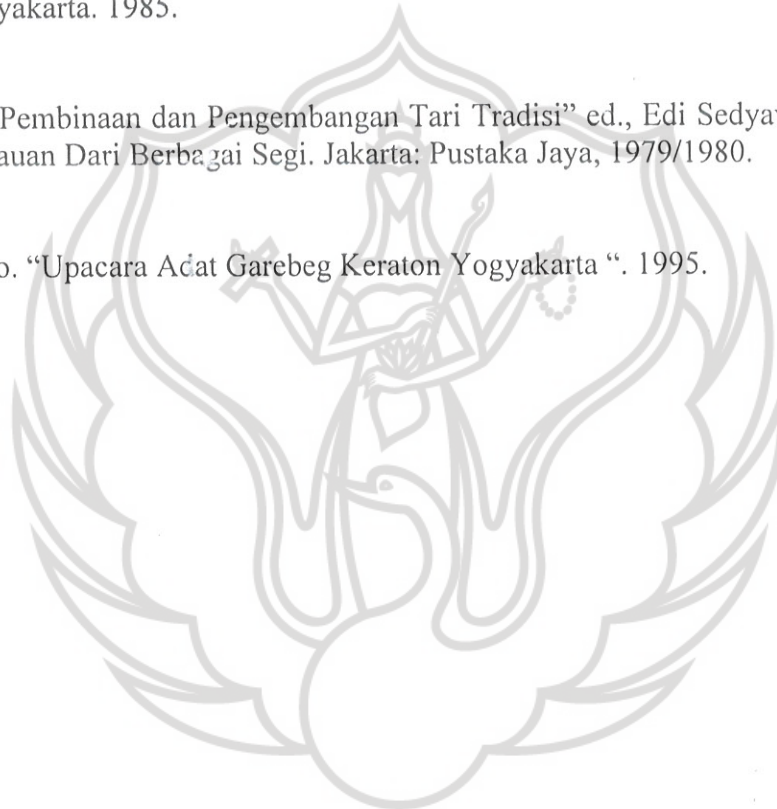 yakarta. 1985.
Pembinaan dan Pengembangan Tari Tradisi” ed., Edi Sedya
auan Dari Berbagai Segi. Jakarta: Pustaka Jaya, 1979/1980.
o. “Upacara Adat Garebeg Keraton Yogyakarta “. 1995.